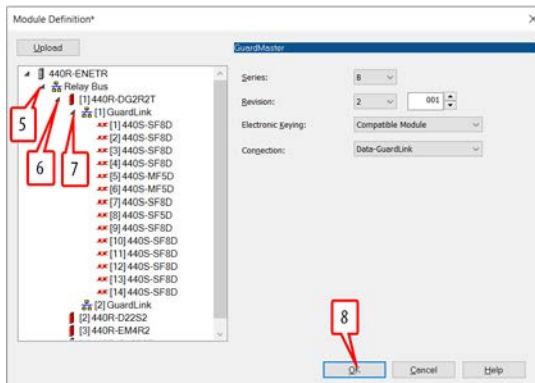 Module Definition*
Upload
GuardMaster
440R-ENETR
Relay Bus
[1] 440R-DG2R2T
[1] GuardLink
[1] 440S-SF8D
[2] 440S-SF8D
[3] 440S-SF8D
[4] 440S-SF8D
[5] 440S-MF5D
[6] 440S-MF5D
[7] 440S-SF8D
[8] 440S-SF5D
[9] 440S-SF8D
[10] 440S-SF8D
[11] 440S-SF8D
[12] 440S-SF8D
[13] 440S-SF8D
[14] 440S-SF8D
[2] GuardLink
[2] 440R-D22S2
[3] 440R-EM4R2
5
6
7
Series: B
Revision: 2 001
Electronic Keying: Compatible Module
Connection: Data-GuardLink
8
OK Cancel Help